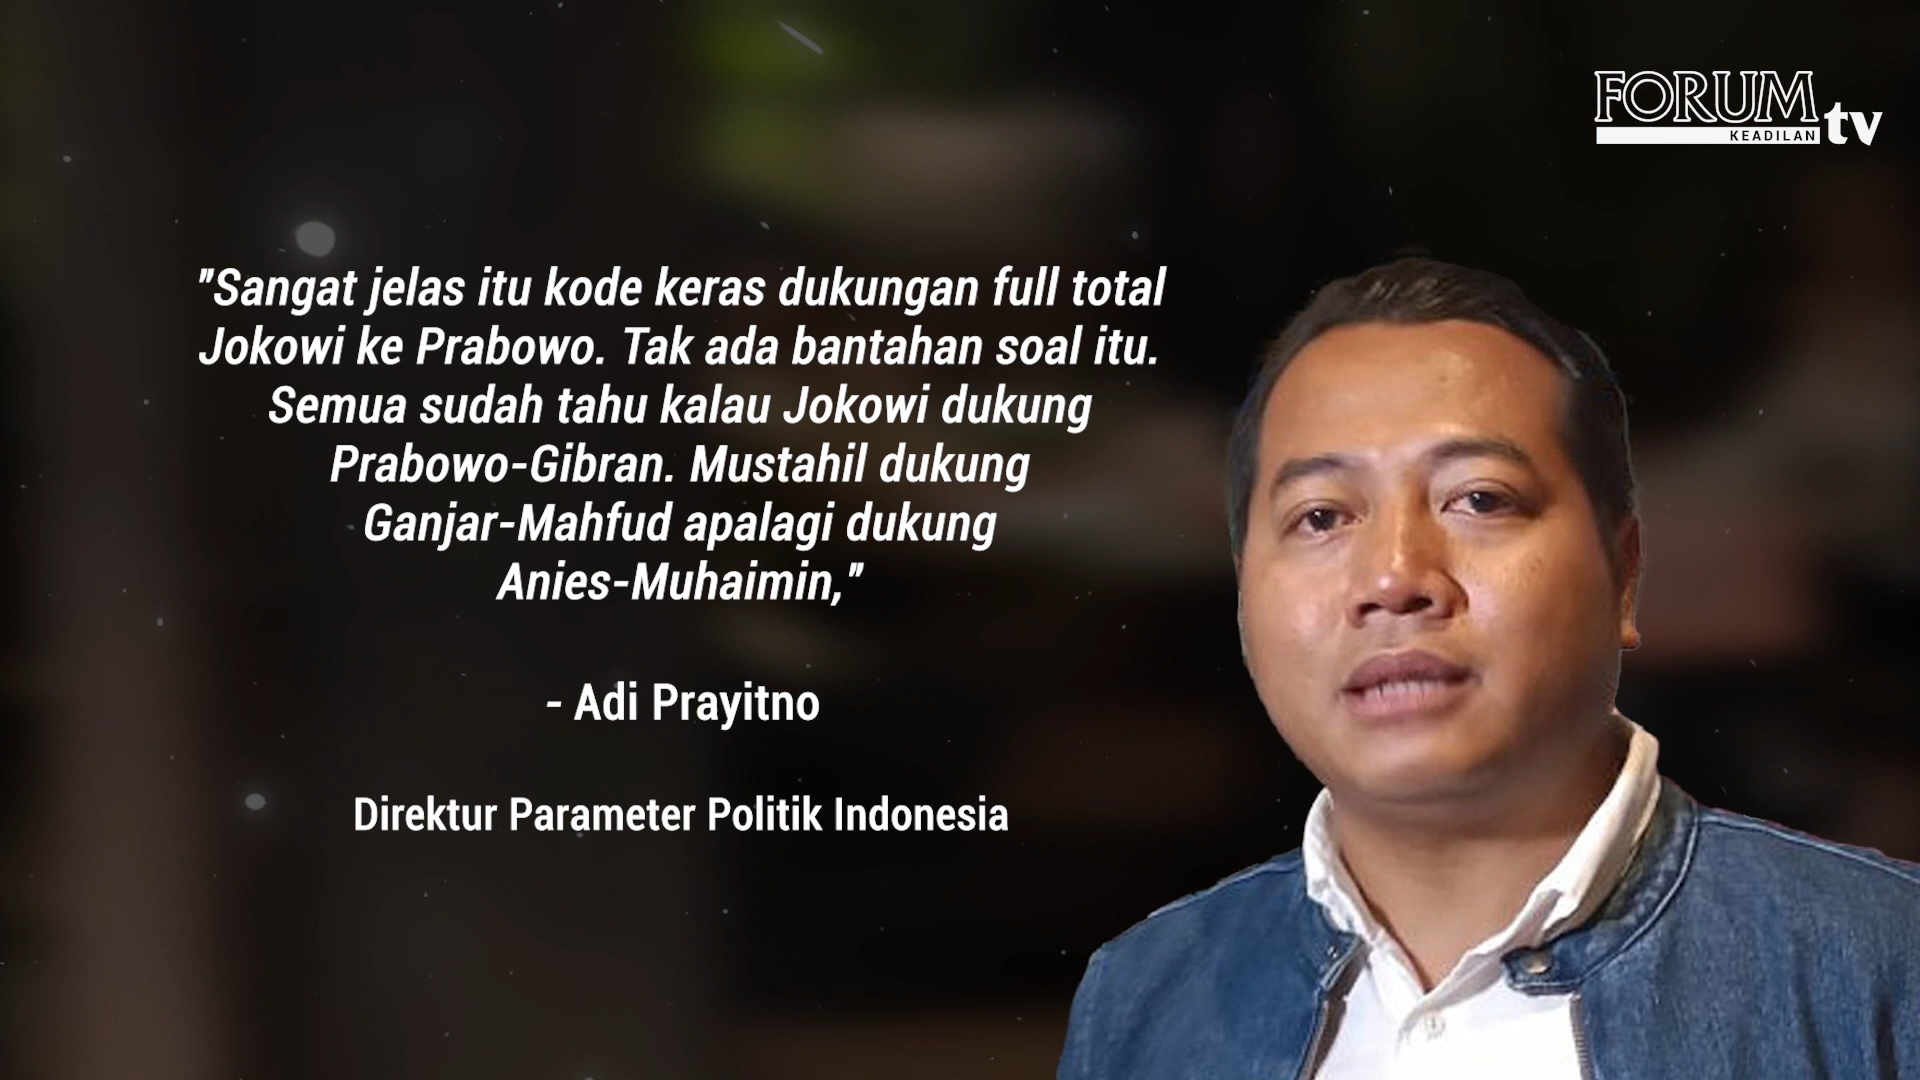 FORUM
KEADILAN
tv
"Sangat jelas itu kode keras dukungan full total
Jokowi ke Prabowo. Tak ada bantahan soal itu.
Semua sudah tahu kalau Jokowi dukung
Prabowo-Gibran. Mustahil dukung
Ganjar-Mahfud apalagi dukung
Anies-Muhaimin,"
- Adi Prayitno
Direktur Parameter Politik Indonesia